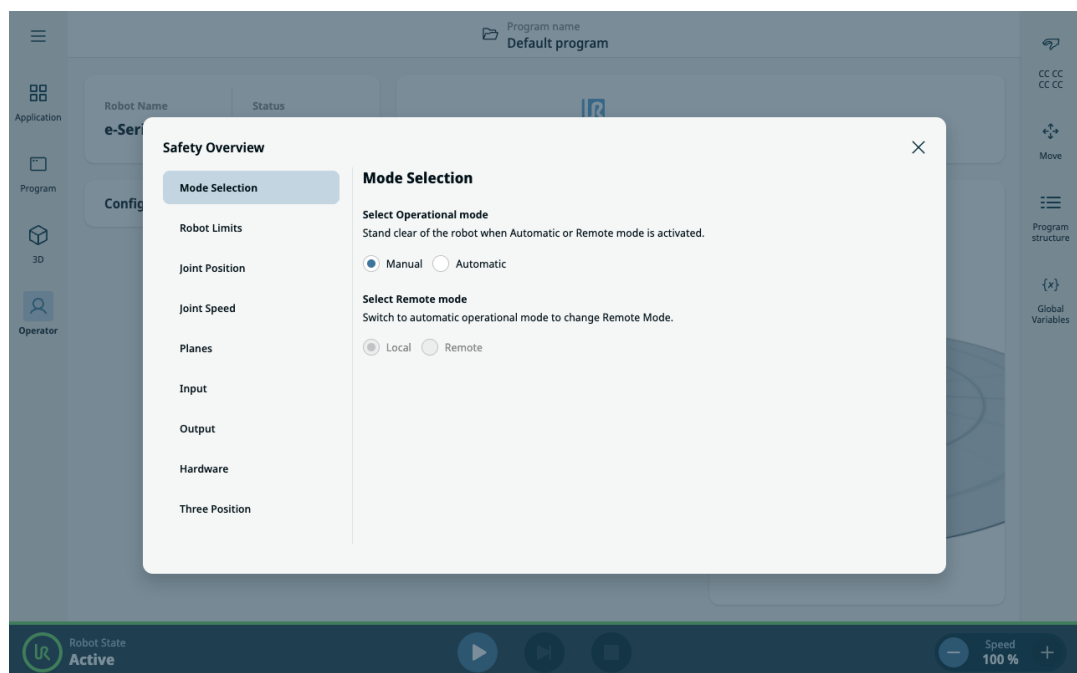 Program name
Default program
Application
Program
3D
Operator
Robot Name
Status
e-Seri
Config
Safety Overview
Mode Selection
Robot Limits
Joint Position
Joint Speed
Planes
Input
Output
Hardware
Three Position
Mode Selection
Select Operational mode
Stand clear of the robot when Automatic or Remote mode is activated.
Manual Automatic
Select Remote mode
Switch to automatic operational mode to change Remote Mode.
Local Remote
CC CC
CC CC
Move
Program
structure
{x}
Global
Variables
UR
Robot State
Active
Speed
100 %